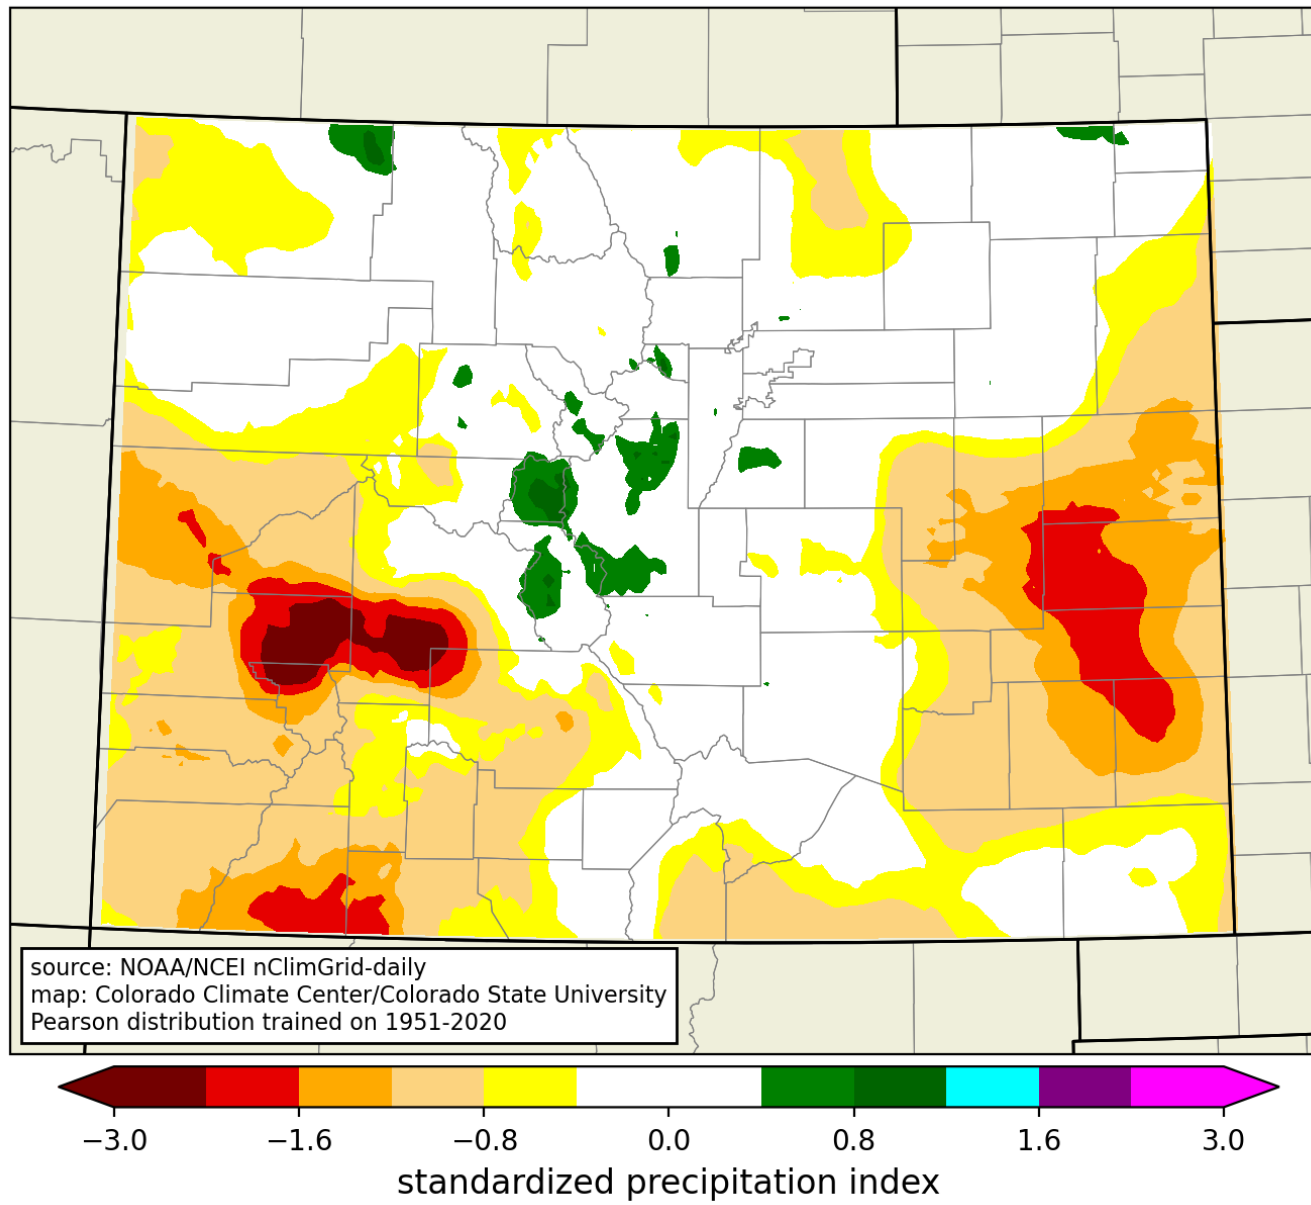 source: NOAA/NCEI nClimGrid-daily
map: Colorado Climate Center/Colorado State University
Pearson distribution trained on 1951-2020
−3.0 −1.6 −0.8 0.0 0.8 1.6 3.0
standardized precipitation index